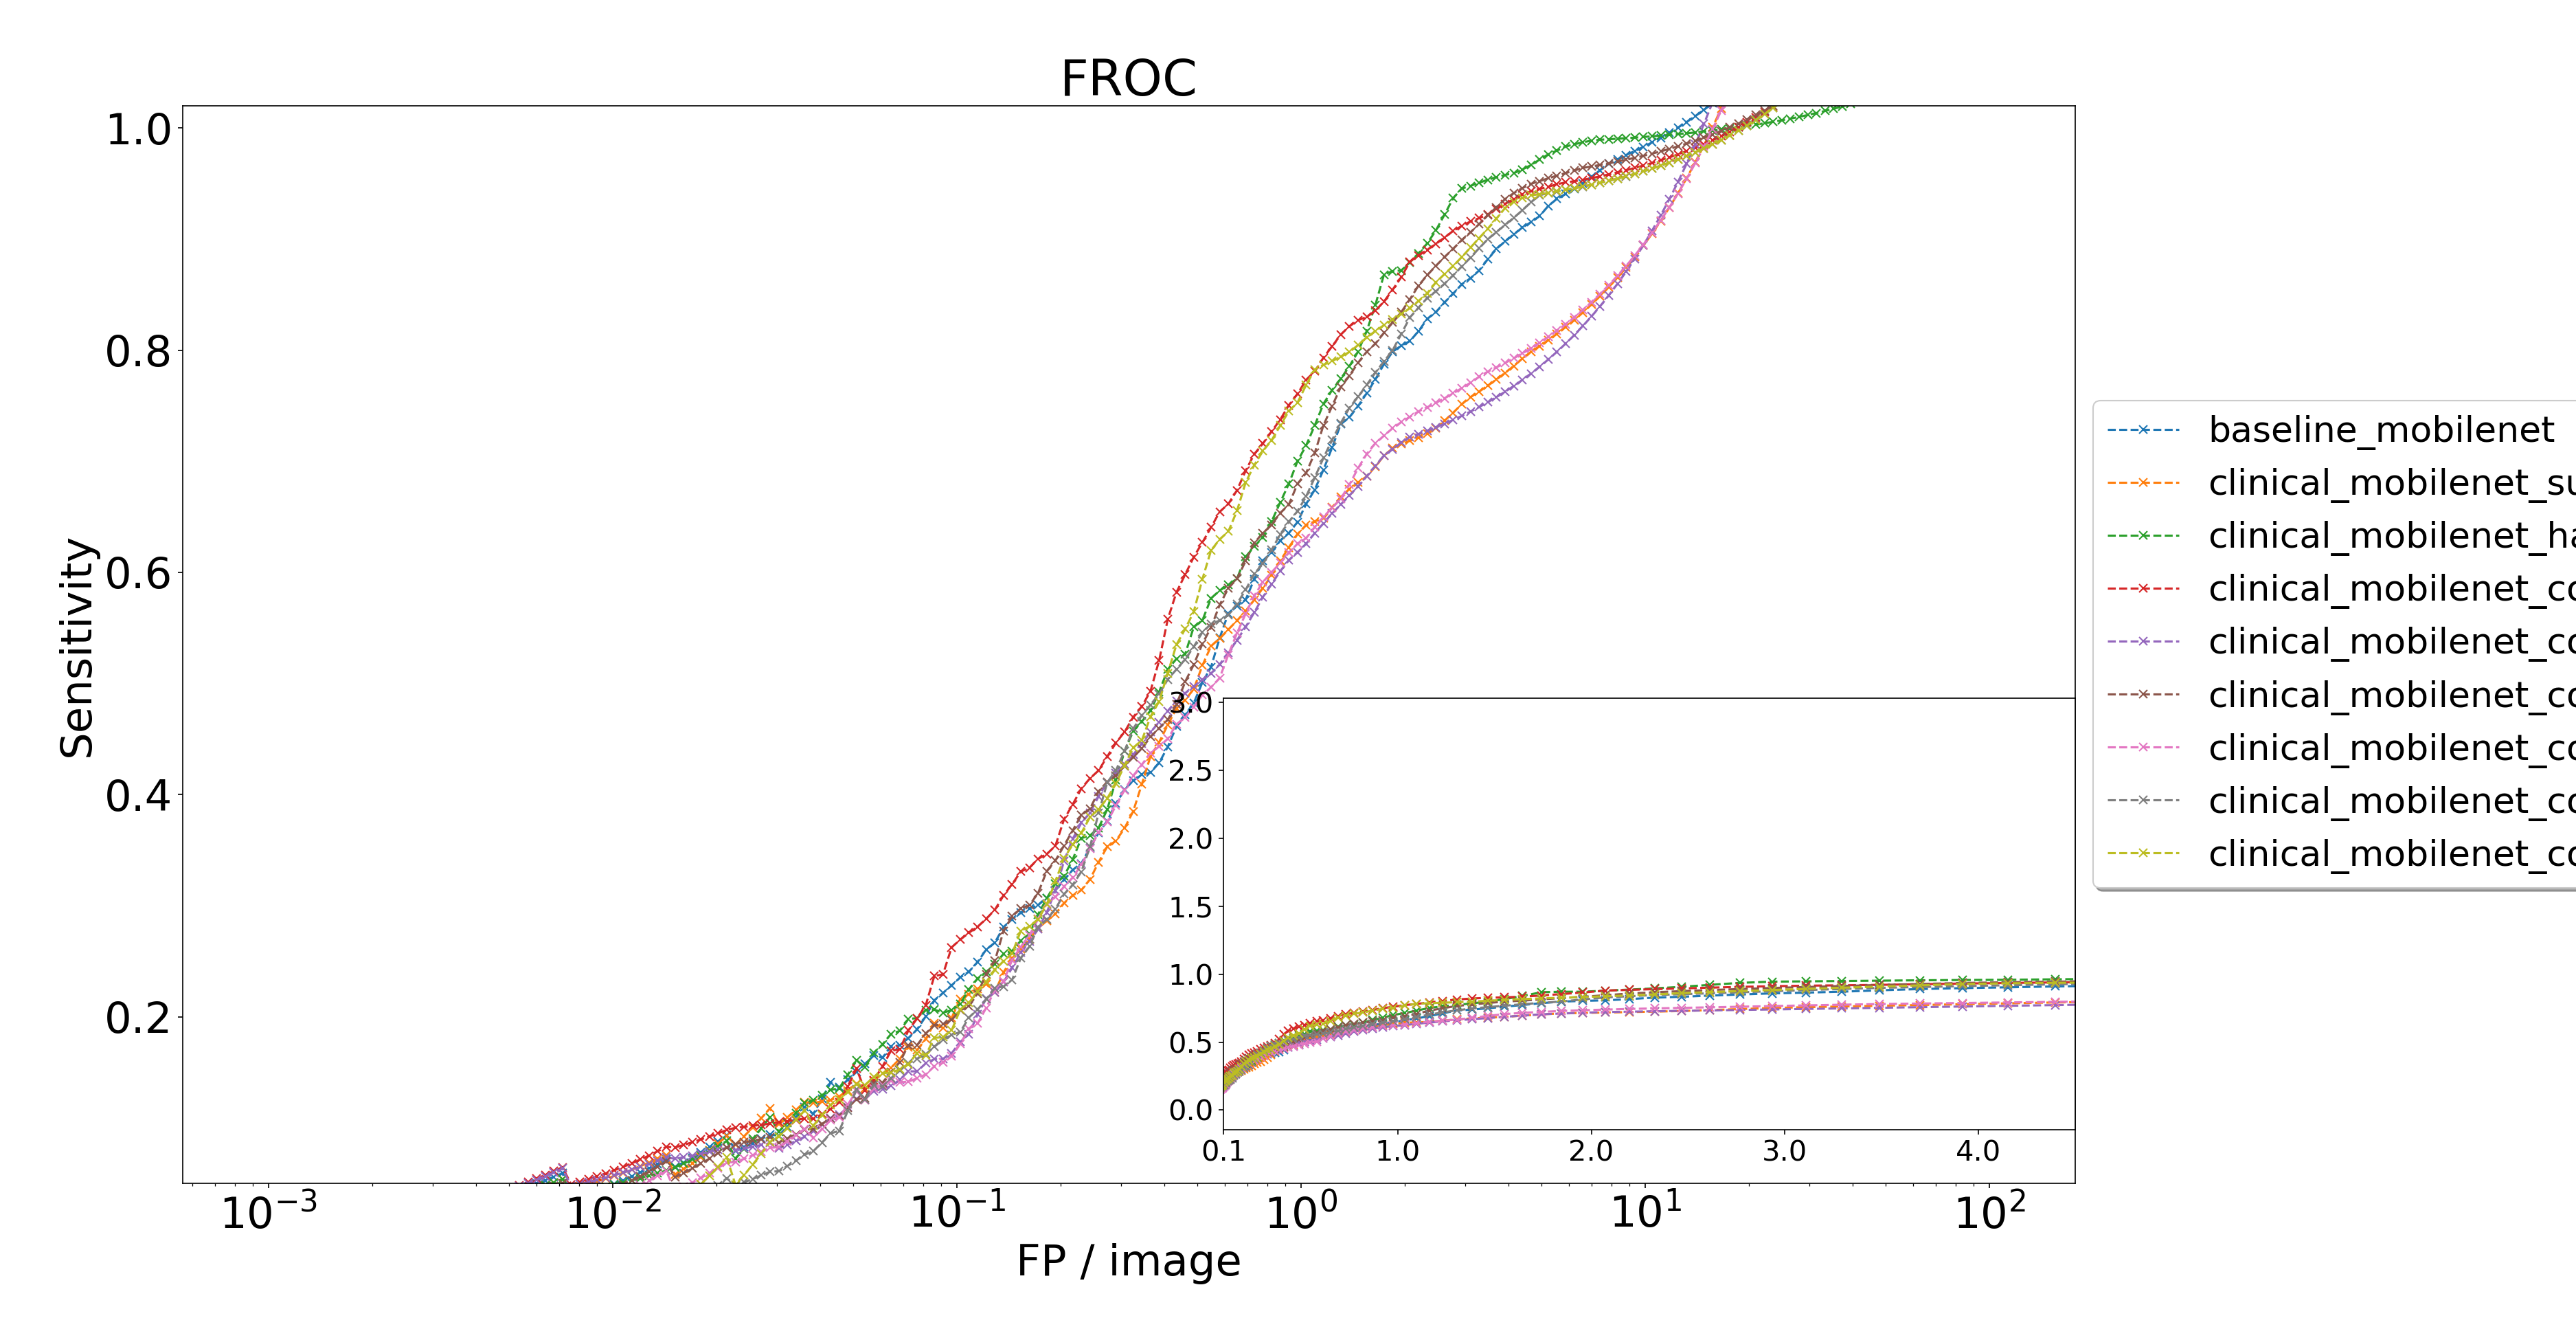 FROC
1.0
0.8
0.6
0.4
0.2
Sensitivity
10⁻³ 10⁻² 10⁻¹ 10⁰ 10¹ 10²
FP / image
3.0
2.5
2.0
1.5
1.0
0.5
0.0
0.1 1.0 2.0 3.0 4.0
baseline_mobilenet
clinical_mobilenet_su
clinical_mobilenet_ha
clinical_mobilenet_co
clinical_mobilenet_co
clinical_mobilenet_co
clinical_mobilenet_co
clinical_mobilenet_co
clinical_mobilenet_co